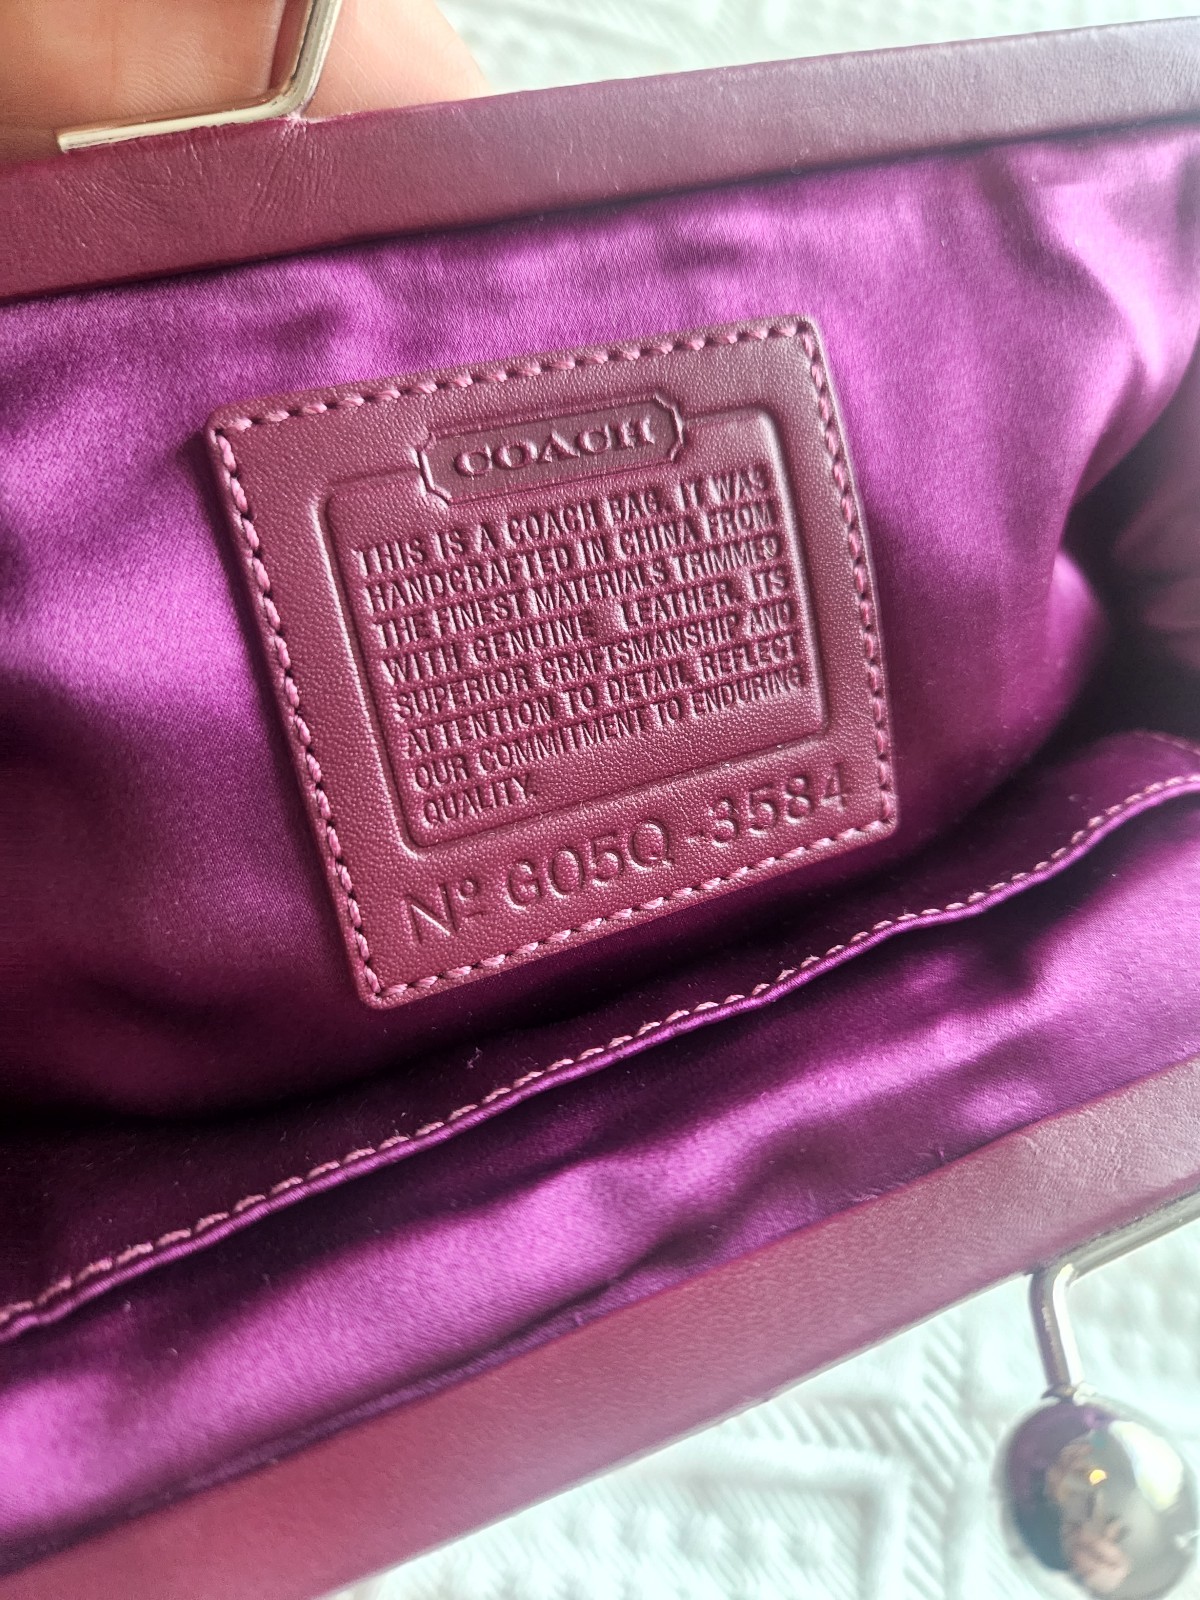 COACH
THIS IS A COACH BAG. IT WAS
HANDCRAFTED IN CHINA FROM
THE FINEST MATERIALS TRIMMED
WITH GENUINE LEATHER. ITS
SUPERIOR CRAFTSMANSHIP AND
ATTENTION TO DETAIL REFLECT
OUR COMMITMENT TO ENDURING
QUALITY.
Nº G05Q-3584